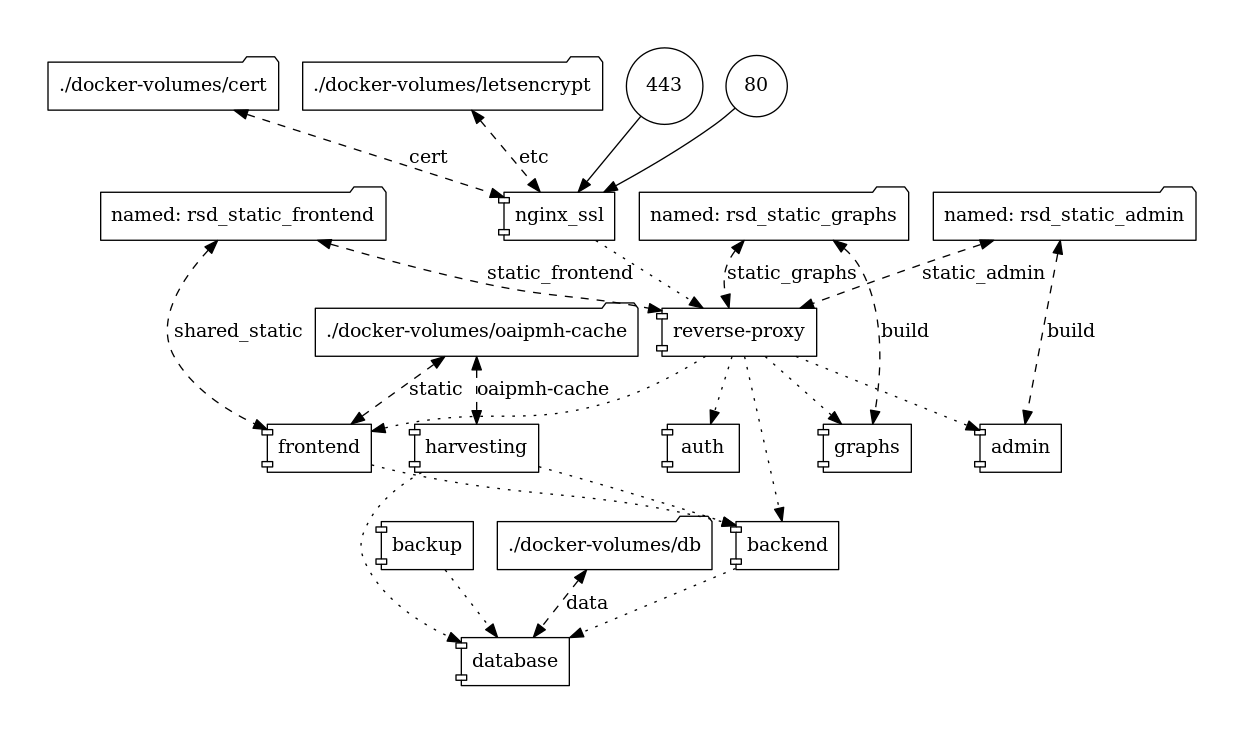 ./docker-volumes/cert
./docker-volumes/letsencrypt
443
80
cert
etc
named: rsd_static_frontend
nginx_ssl
named: rsd_static_graphs
named: rsd_static_admin
static_frontend
static_graphs
static_admin
shared_static
./docker-volumes/oaipmh-cache
reverse-proxy
build
build
static
oaipmh-cache
frontend
harvesting
auth
graphs
admin
backup
./docker-volumes/db
backend
data
database